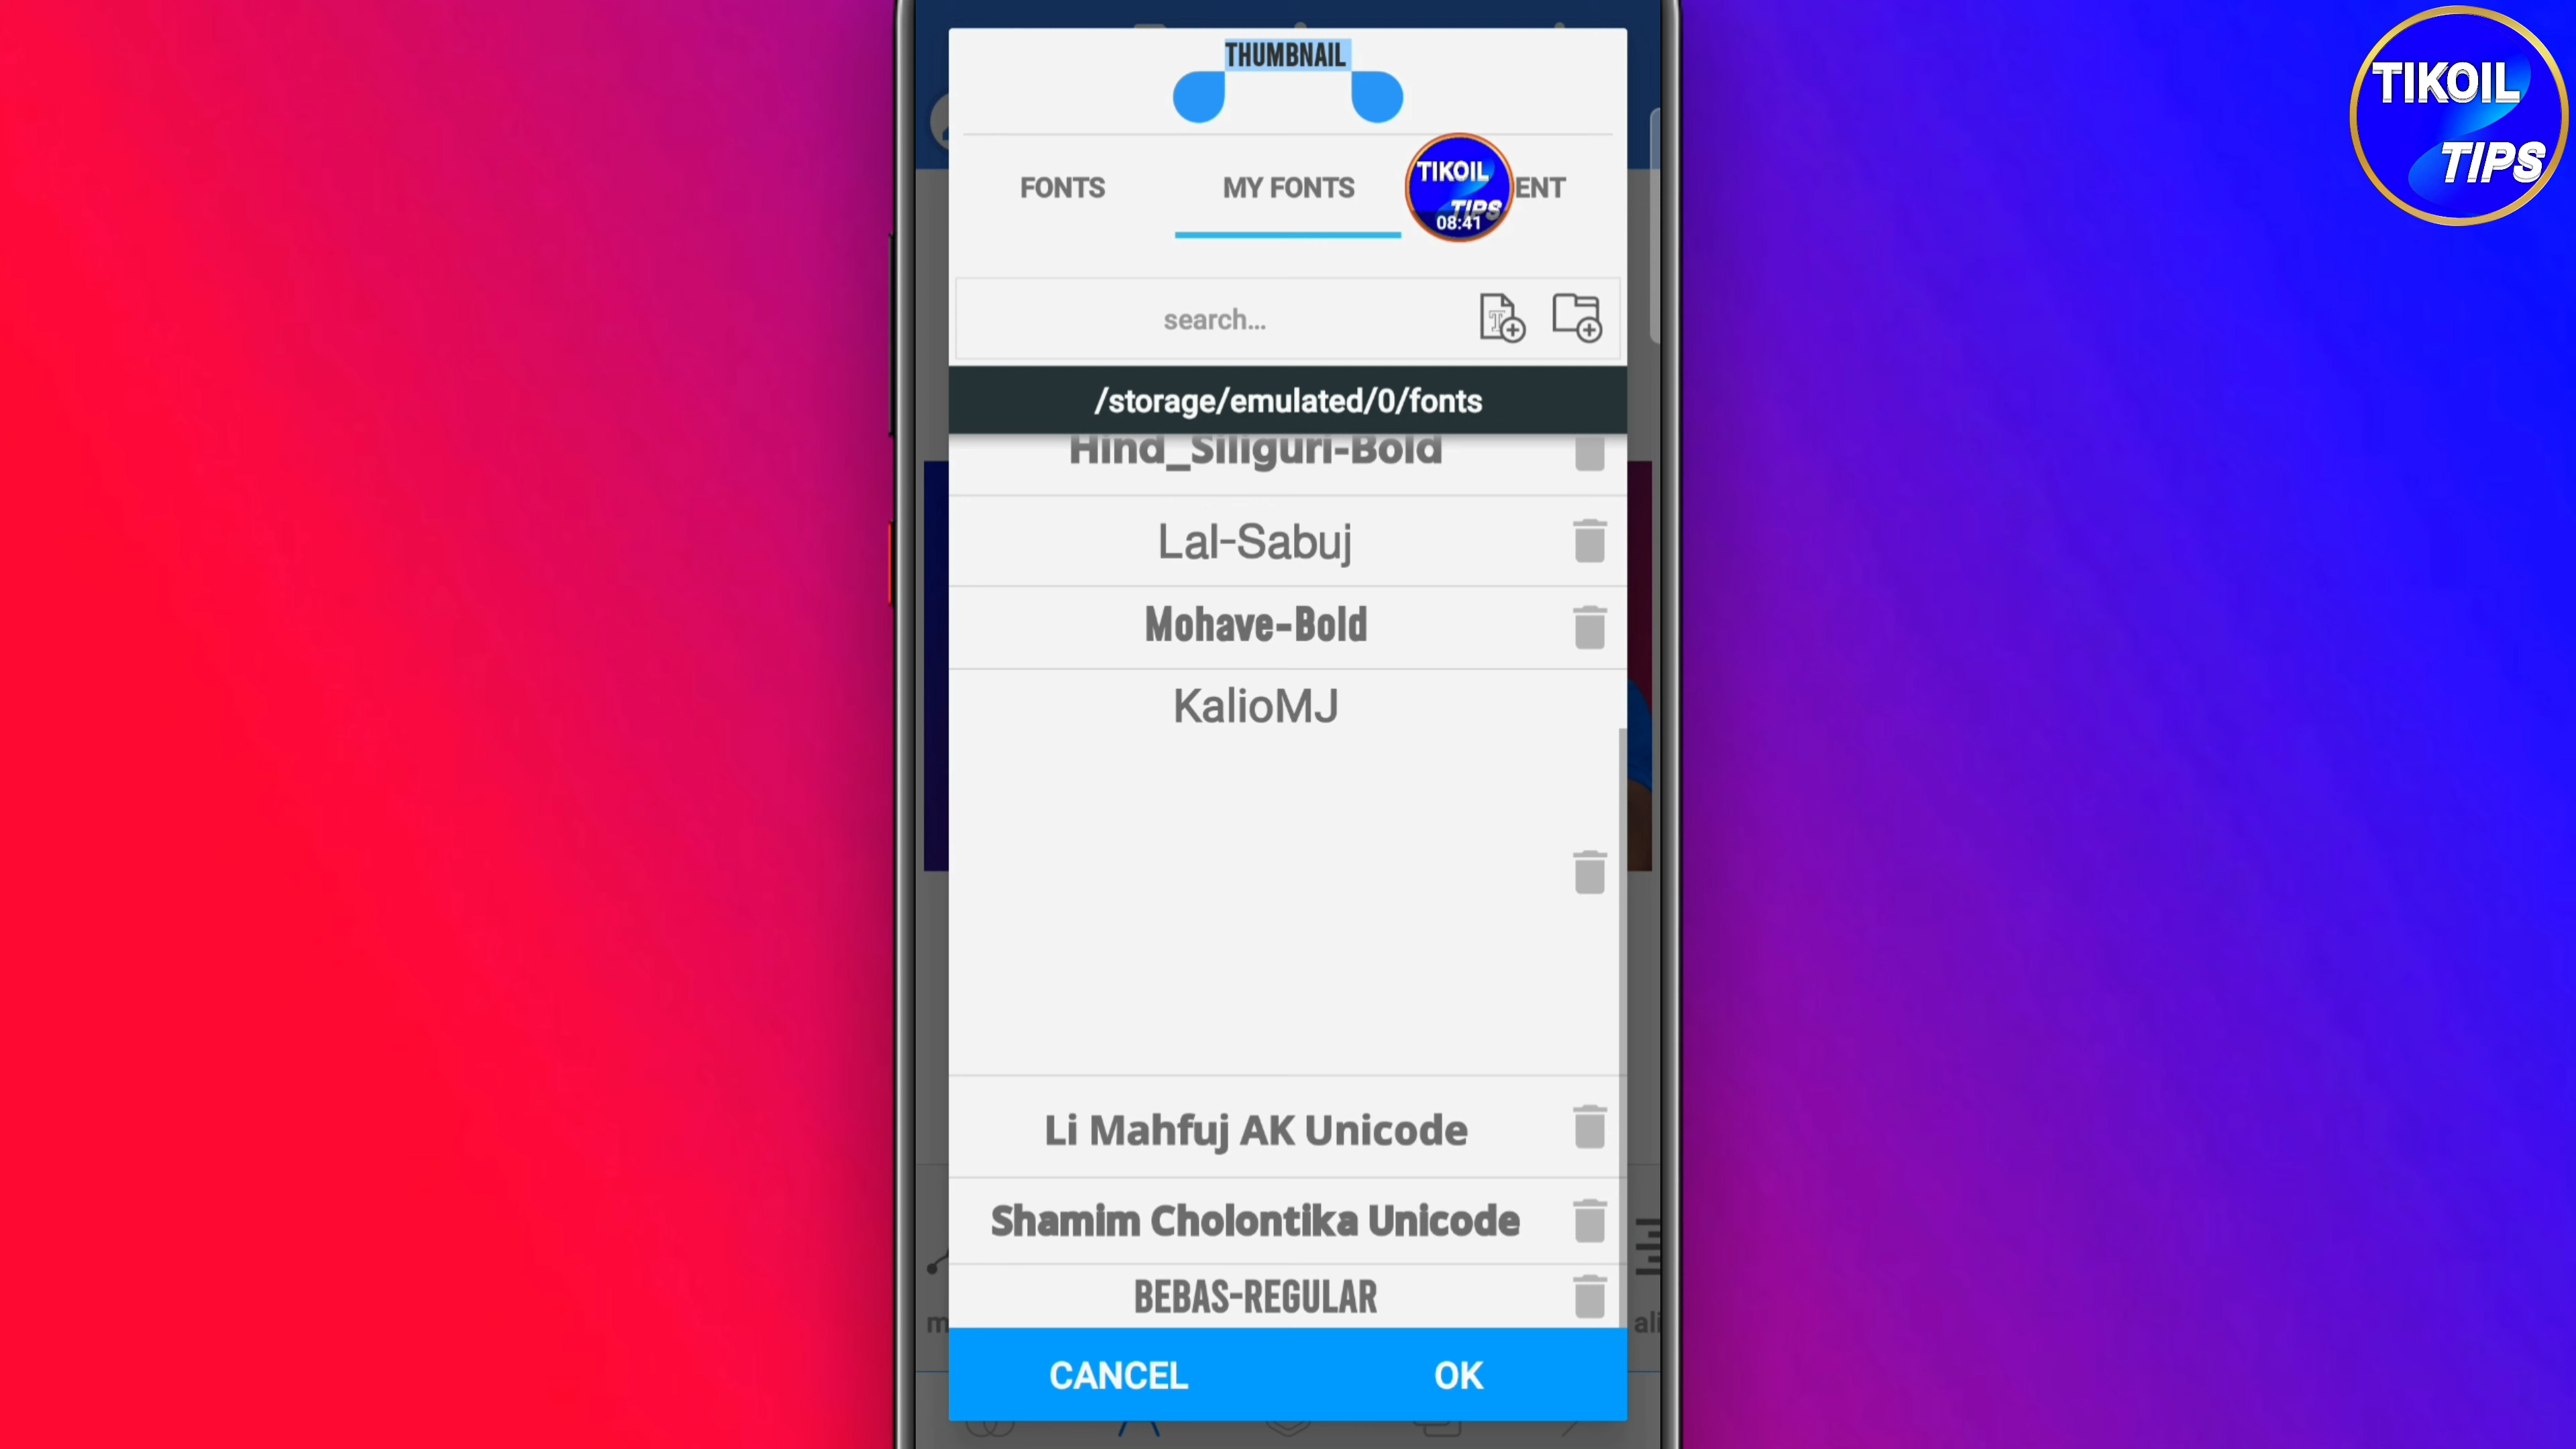 THUMBNAIL
TIKOIL
TIPS
FONTS
MY FONTS
ENT
TIKOIL
TIPS
08:41
search...
/storage/emulated/0/fonts
Hind_Siliguri-Bold
Lal-Sabuj
Mohave-Bold
KalioMJ
Li Mahfuj AK Unicode
Shamim Cholontika Unicode
BEBAS-REGULAR
m
ali
CANCEL
OK